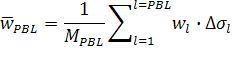 w̅_PBL = 1/M_PBL ∑_{l=1}^{l=PBL} w_l · Δσ_l